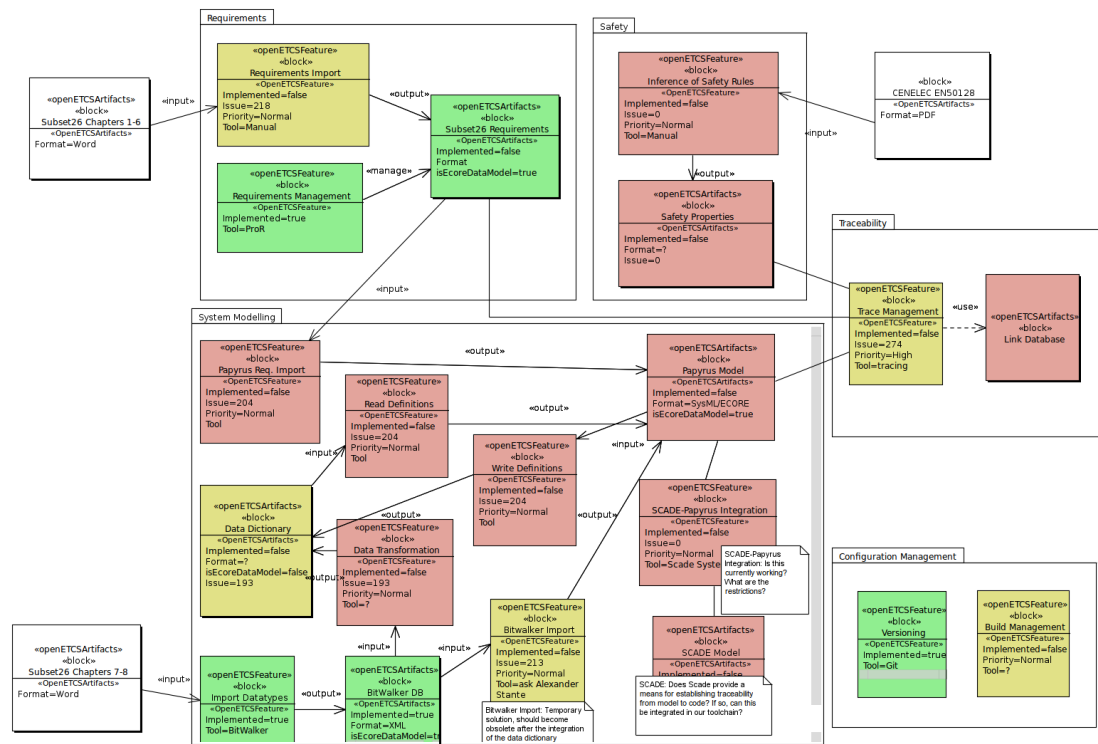 Requirements
«openETCSFeature»
«block»
Requirements Import
«OpenETCSFeature»
Implemented=false
Issue=218
Priority=Normal
Tool=Manual
«openETCSArtifacts»
«block»
Subset26 Chapters 1-6
«OpenETCSArtifacts»
Format=Word
«input»
«output»
«openETCSArtifacts»
«block»
Subset26 Requirements
«OpenETCSArtifacts»
Implemented=false
Format
isEcoreDataModel=true
«manage»
«openETCSFeature»
«block»
Requirements Management
«OpenETCSFeature»
Implemented=true
Tool=ProR
«input»
Safety
«openETCSFeature»
«block»
Inference of Safety Rules
«OpenETCSFeature»
Implemented=false
Issue=0
Priority=Normal
Tool=Manual
«block»
CENELEC EN50128
Format=PDF
«input»
«output»
«openETCSArtifacts»
«block»
Safety Properties
«OpenETCSArtifacts»
Implemented=false
Format=?
Issue=0
Traceability
«openETCSFeature»
«block»
Trace Management
«OpenETCSFeature»
Implemented=false
Issue=274
Priority=High
Tool=tracing
«use»
«openETCSArtifacts»
«block»
Link Database
System Modelling
«openETCSFeature»
«block»
Papyrus Req. Import
«OpenETCSFeature»
Implemented=false
Issue=204
Priority=Normal
Tool
«output»
«openETCSArtifacts»
«block»
Papyrus Model
«OpenETCSArtifacts»
Implemented=false
Format=SysML/ECORE
isEcoreDataModel=true
«openETCSFeature»
«block»
Read Definitions
«OpenETCSFeature»
Implemented=false
Issue=204
Priority=Normal
Tool
«output»
«input»
«input»
«input»
«openETCSFeature»
«block»
Write Definitions
«OpenETCSFeature»
Implemented=false
Issue=204
Priority=Normal
Tool
«output»
«output»
«openETCSArtifacts»
«block»
Data Dictionary
«OpenETCSArtifacts»
Implemented=false
Format=?
isEcoreDataModel=false
Issue=193
«output»
«openETCSFeature»
«block»
Data Transformation
«OpenETCSFeature»
Implemented=false
Issue=193
Priority=Normal
Tool=?
«openETCSFeature»
«block»
SCADE-Papyrus Integration
«OpenETCSFeature»
Implemented=false
Issue=0
Priority=Normal
Tool=Scade System
SCADE-Papyrus
Integration: Is this
currently working?
What are the
restrictions?
«openETCSFeature»
«block»
Bitwalker Import
«OpenETCSFeature»
Implemented=false
Issue=213
Priority=Normal
Tool=ask Alexander
Stante
Bitwalker Import: Temporary
solution, should become
obsolete after the integration
of the data dictionary
«openETCSArtifacts»
«block»
SCADE Model
«OpenETCSArtifacts»
Implemented=false
SCADE: Does Scade provide a
means for establishing traceability
from model to code? If so, can this
be integrated in our toolchain?
«input»
«input»
«openETCSArtifacts»
«block»
Subset26 Chapters 7-8
«OpenETCSArtifacts»
Format=Word
«input»
«openETCSFeature»
«block»
Import Datatypes
«OpenETCSFeature»
Implemented=true
Tool=BitWalker
«output»
«openETCSArtifacts»
«block»
BitWalker DB
«OpenETCSArtifacts»
Implemented=true
Format=XML
Configuration Management
«openETCSFeature»
«block»
Versioning
«OpenETCSFeature»
Implemented=true
Tool=Git
«openETCSFeature»
«block»
Build Management
«OpenETCSFeature»
Implemented=false
Priority=Normal
Tool=?